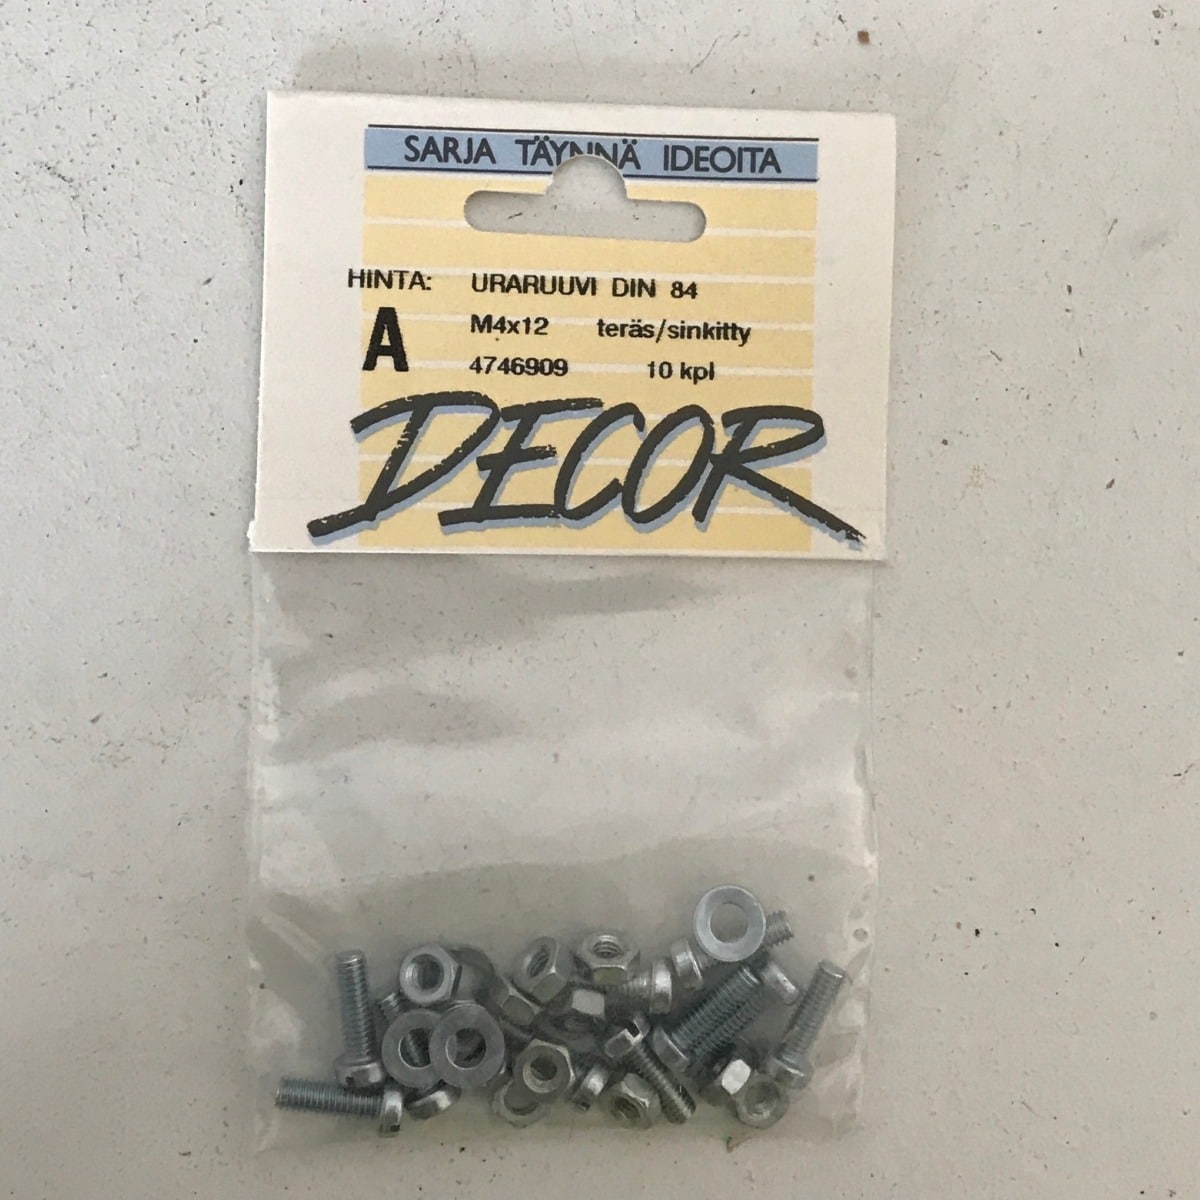 SARJA TÄYNNÄ IDEOITA
HINTA: URARUUVI DIN 84
A M4x12 teräs/sinkitty
4746909 10 kpl
DECOR